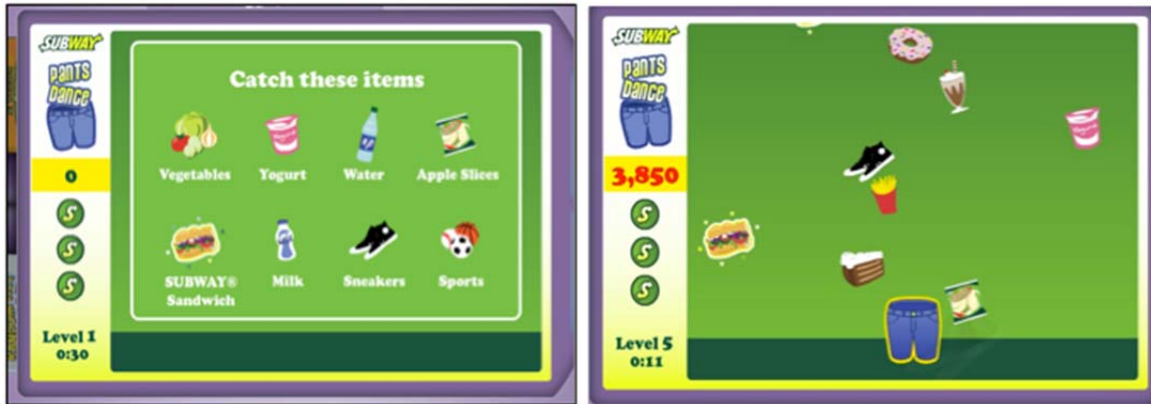 SUBWAY
PANTS
DANCE
0
S
S
S
Level 1
0:30
Catch these items
Vegetables Yogurt Water Apple Slices
SUBWAY® Milk Sneakers Sports
Sandwich
SUBWAY
PANTS
DANCE
3,850
S
S
S
Level 5
0:11
Yogurt